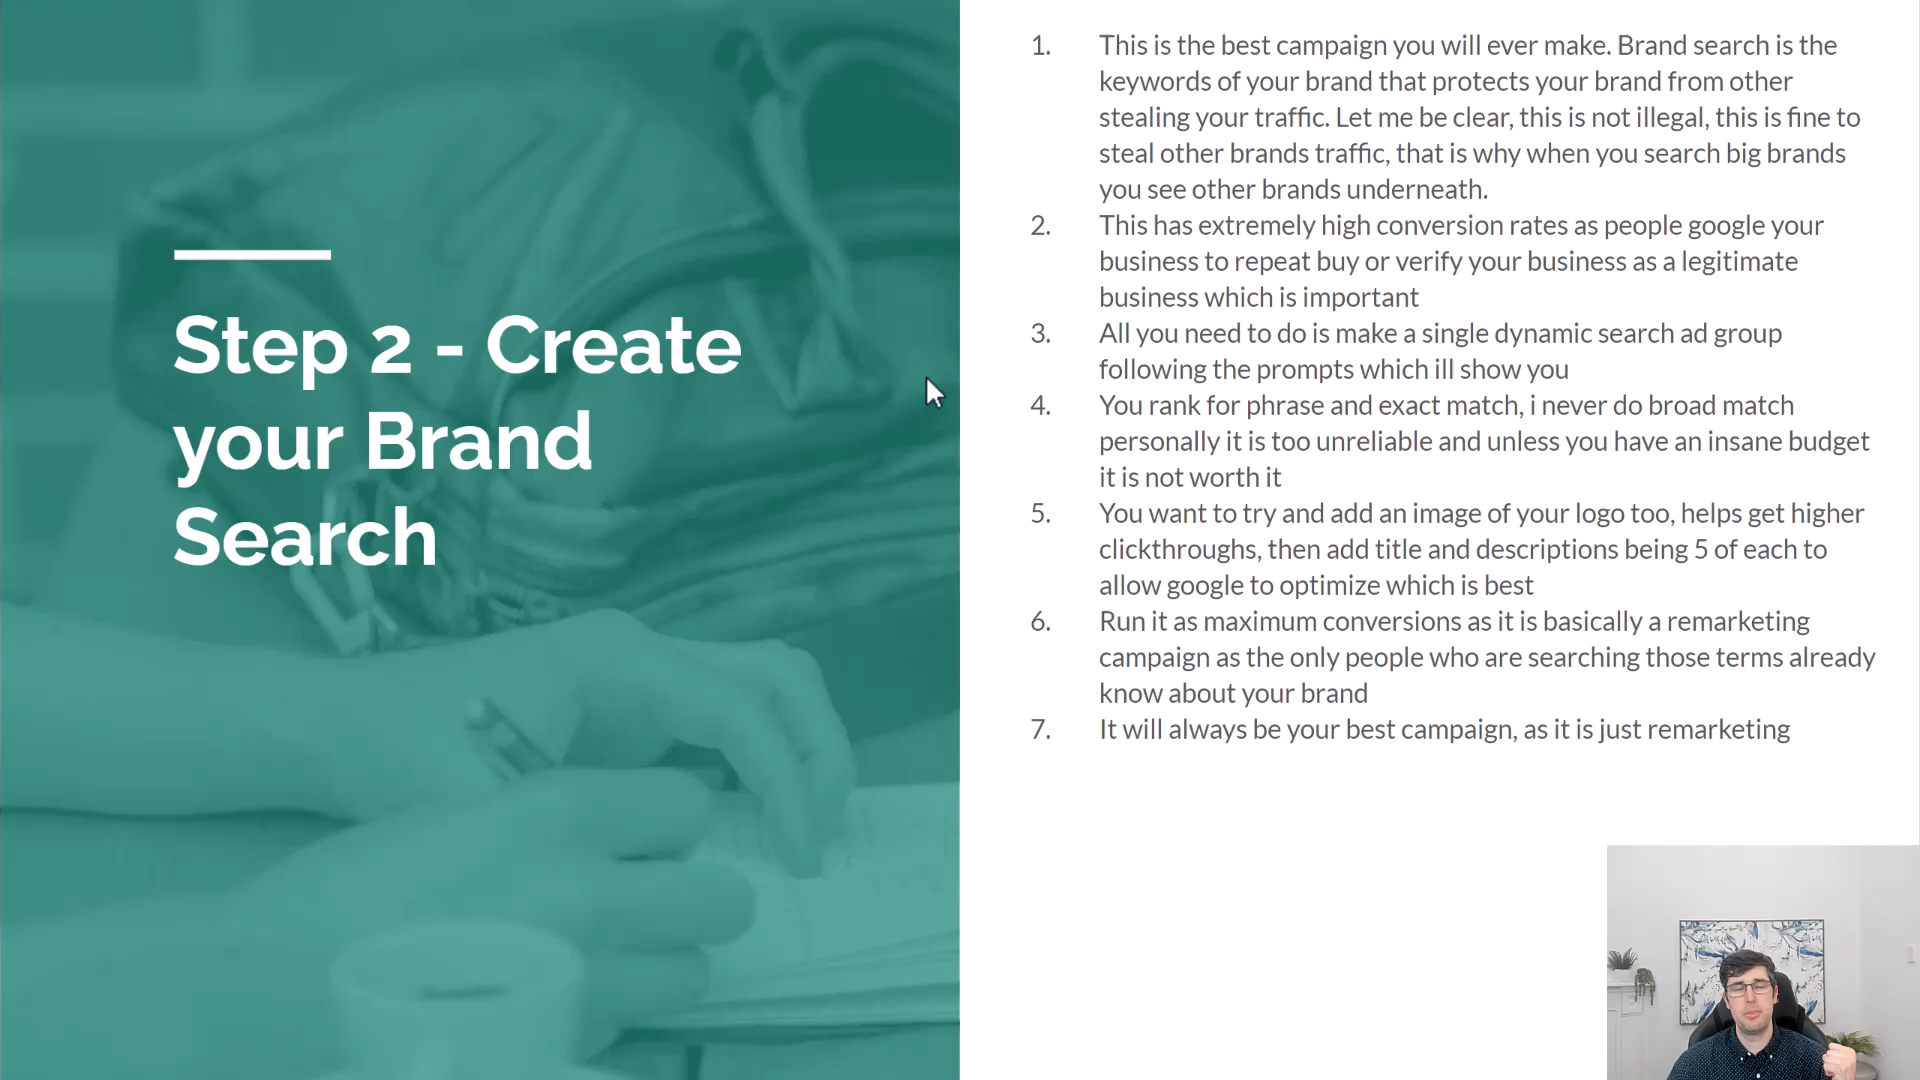 Step 2 - Create
your Brand
Search
1. This is the best campaign you will ever make. Brand search is the
keywords of your brand that protects your brand from other
stealing your traffic. Let me be clear, this is not illegal, this is fine to
steal other brands traffic, that is why when you search big brands
you see other brands underneath.
2. This has extremely high conversion rates as people google your
business to repeat buy or verify your business as a legitimate
business which is important
3. All you need to do is make a single dynamic search ad group
following the prompts which ill show you
4. You rank for phrase and exact match, i never do broad match
personally it is too unreliable and unless you have an insane budget
it is not worth it
5. You want to try and add an image of your logo too, helps get higher
clickthroughs, then add title and descriptions being 5 of each to
allow google to optimize which is best
6. Run it as maximum conversions as it is basically a remarketing
campaign as the only people who are searching those terms already
know about your brand
7. It will always be your best campaign, as it is just remarketing